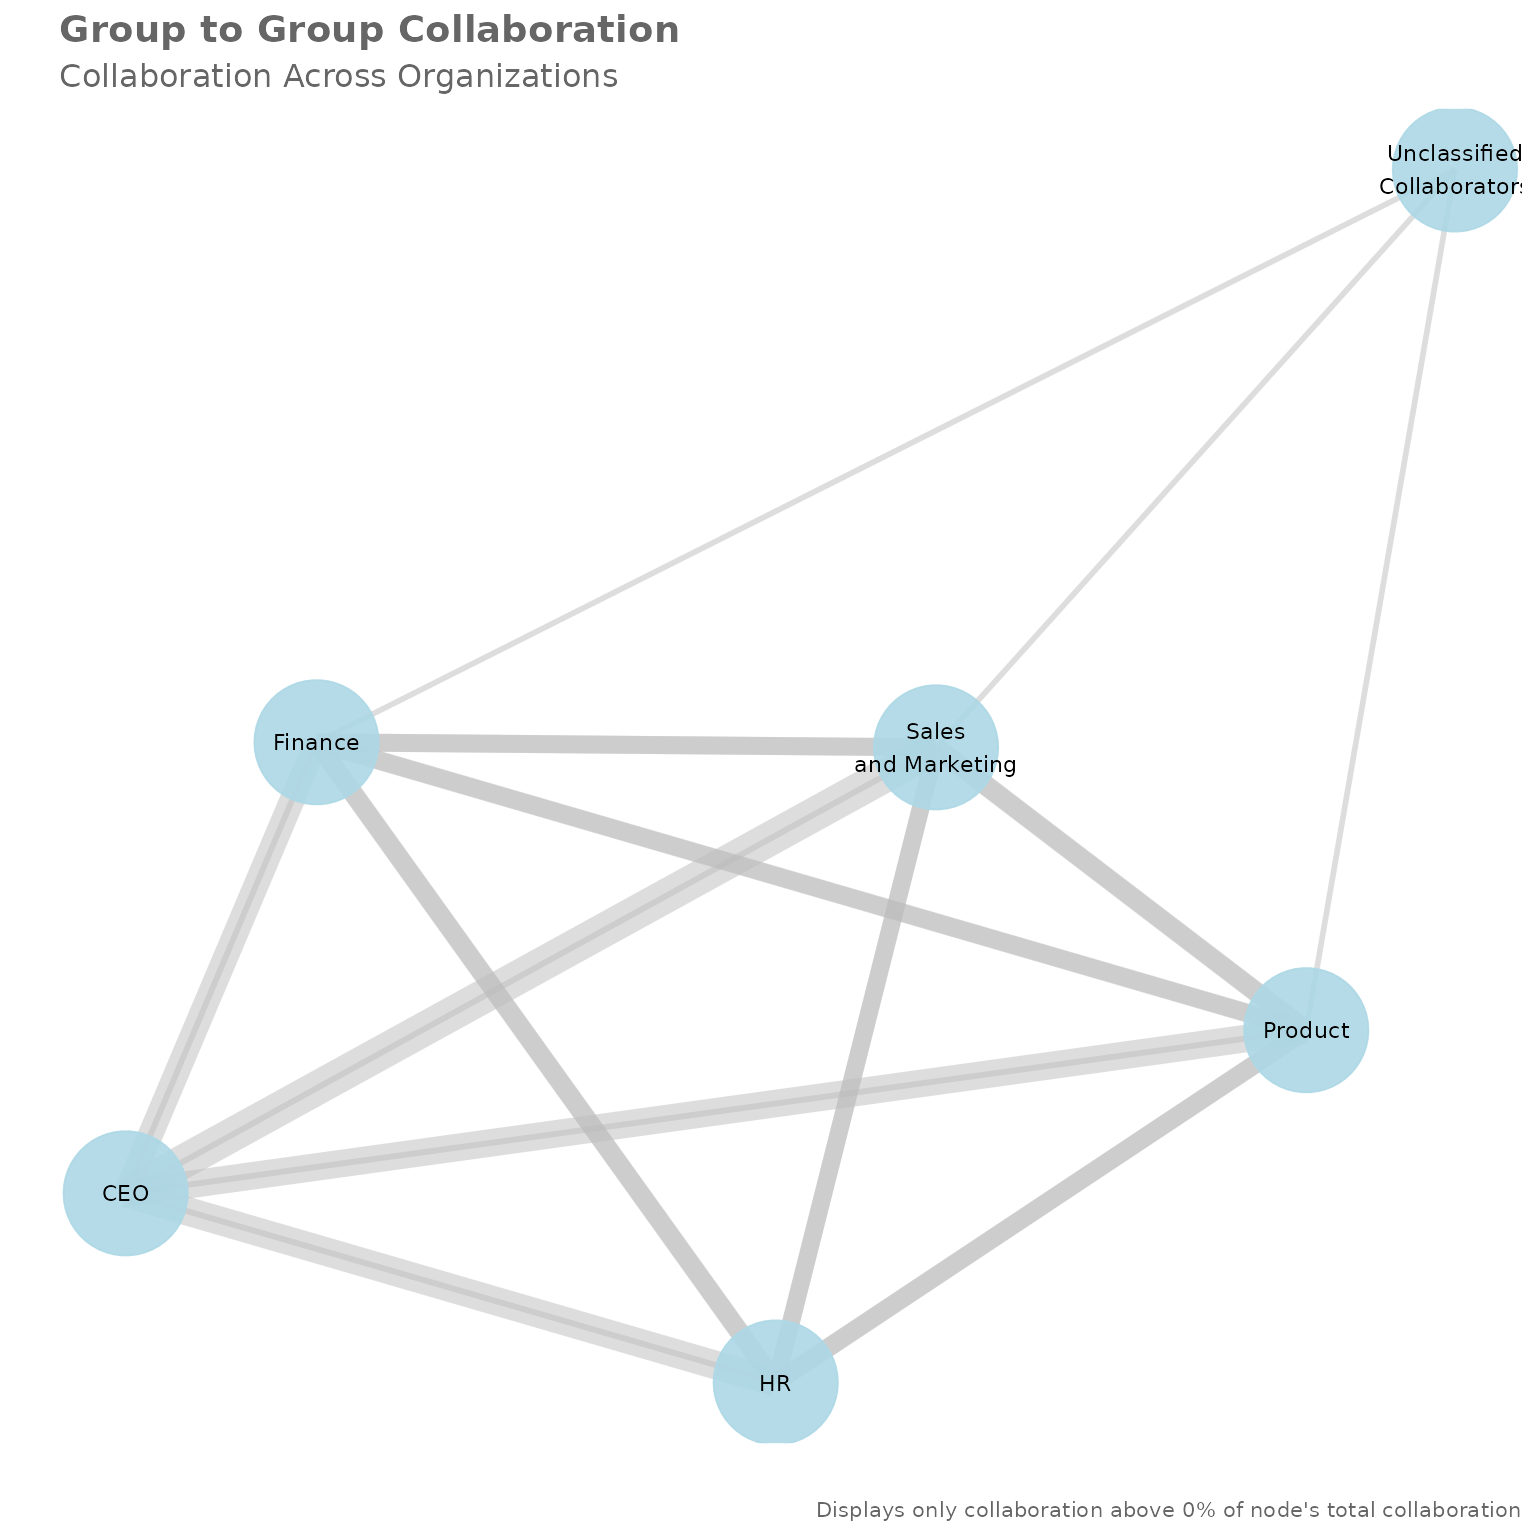 Group to Group Collaboration
Collaboration Across Organizations
Unclassified
Collaborators
Finance
Sales
and Marketing
Product
CEO
HR
Displays only collaboration above 0% of node's total collaboration